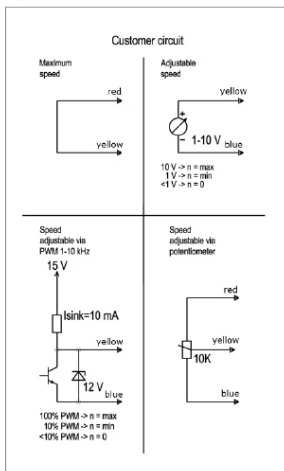 Customer circuit
Maximum
speed
red
yellow
Adjustable
speed
yellow
+
1-10 V
–
blue
10 V -> n = max
1 V -> n = min
<1 V -> n = 0
Speed
adjustable via
PWM 1-10 kHz
15 V
Isink=10 mA
yellow
12 V
blue
100% PWM -> n = max
10% PWM -> n = min
<10% PWM -> n = 0
Speed
adjustable via
potentiometer
red
yellow
10K
blue